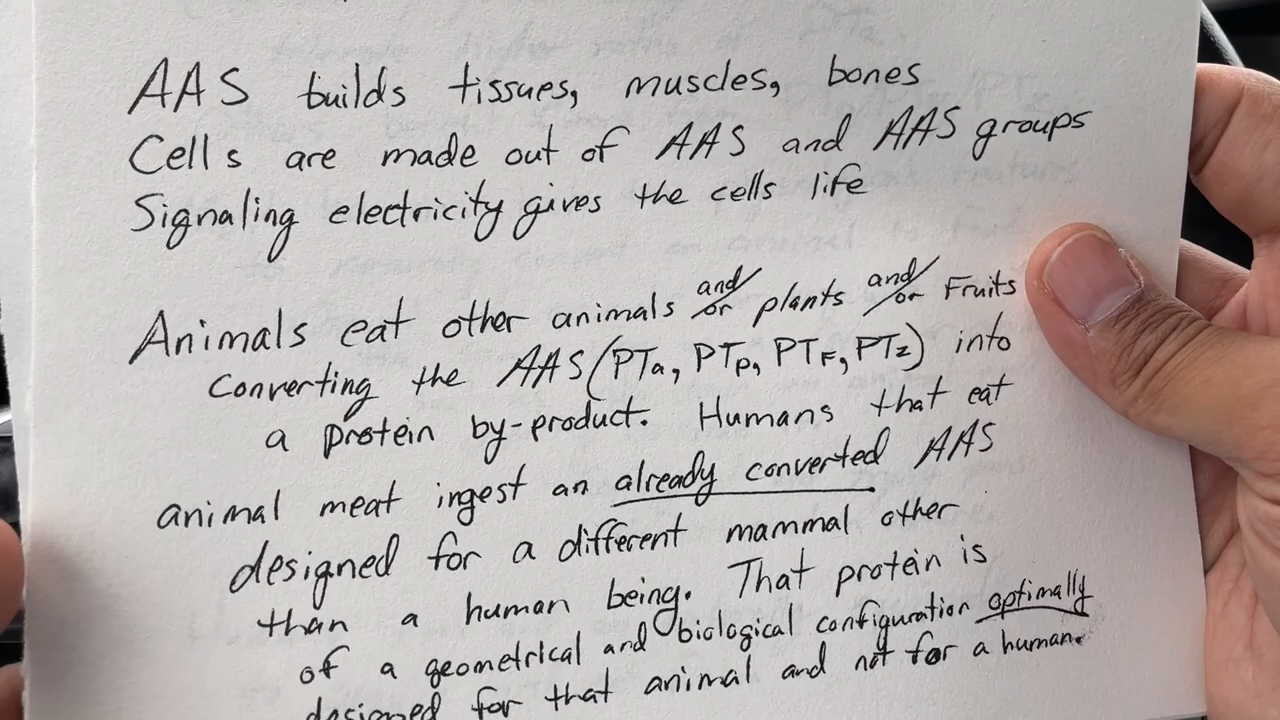 AAS builds tissues, muscles, bones
Cells are made out of AAS and AAS groups
Signaling electricity gives the cells life
Animals eat other animals and/or plants and/or Fruits
Converting the AAS (PTa, PTp, PTF, PTz) into
a protein by-product. Humans that eat
animal meat ingest an already converted AAS
designed for a different mammal other
than a human being. That protein is
of a geometrical and biological configuration optimally
designed for that animal and not for a human.